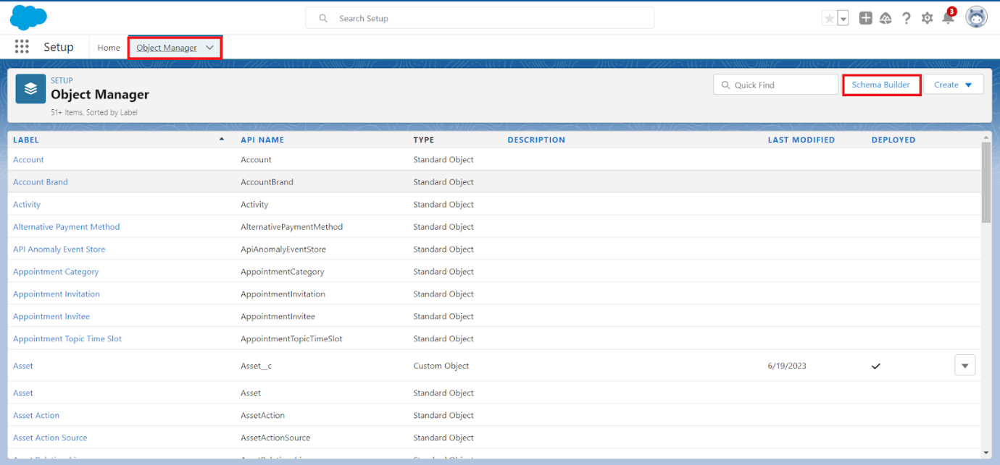 Search Setup
3
Setup Home Object Manager
SETUP
Object Manager
51+ Items, Sorted by Label
Quick Find
Schema Builder
Create
LABEL API NAME TYPE DESCRIPTION LAST MODIFIED DEPLOYED
Account Account Standard Object
Account Brand AccountBrand Standard Object
Activity Activity Standard Object
Alternative Payment Method AlternativePaymentMethod Standard Object
API Anomaly Event Store ApiAnomalyEventStore Standard Object
Appointment Category AppointmentCategory Standard Object
Appointment Invitation AppointmentInvitation Standard Object
Appointment Invitee AppointmentInvitee Standard Object
Appointment Topic Time Slot AppointmentTopicTimeSlot Standard Object
Asset Asset__c Custom Object 6/19/2023
Asset Asset Standard Object
Asset Action AssetAction Standard Object
Asset Action Source AssetActionSource Standard Object